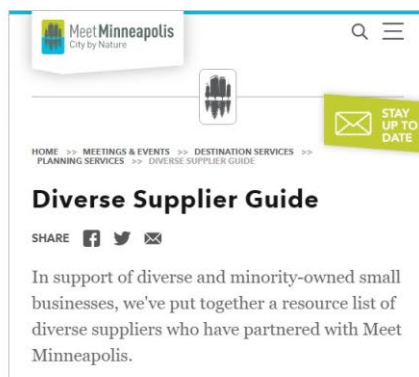 Meet Minneapolis
City by Nature
STAY
UP TO
DATE
HOME >> MEETINGS & EVENTS >> DESTINATION SERVICES >>
PLANNING SERVICES >> DIVERSE SUPPLIER GUIDE
Diverse Supplier Guide
SHARE
In support of diverse and minority-owned small
businesses, we've put together a resource list of
diverse suppliers who have partnered with Meet
Minneapolis.